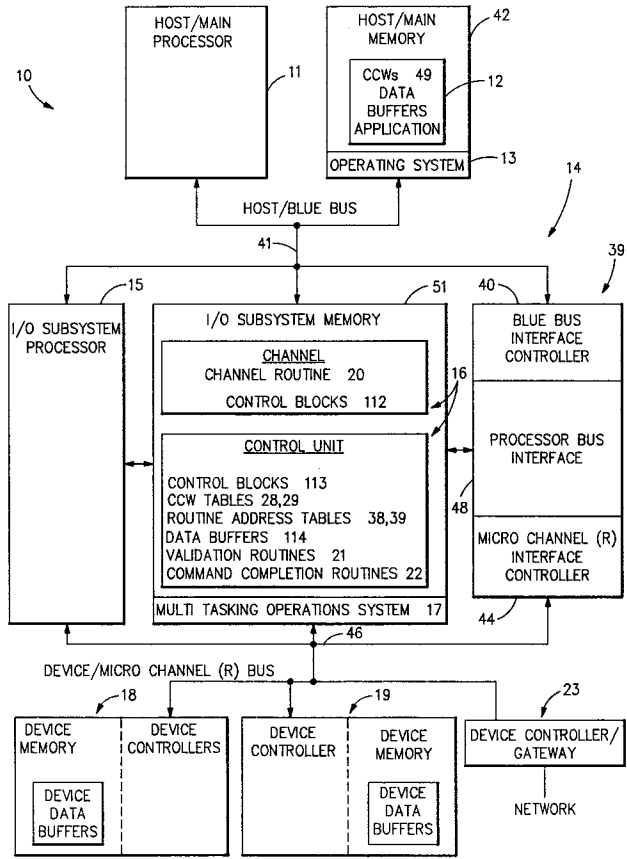 10
HOST/MAIN
PROCESSOR
11
HOST/MAIN
MEMORY
42
CCWs 49
DATA
BUFFERS
APPLICATION
12
OPERATING SYSTEM
13
HOST/BLUE BUS
41
14
15
I/O SUBSYSTEM
PROCESSOR
51
I/O SUBSYSTEM MEMORY
CHANNEL
CHANNEL ROUTINE 20
CONTROL BLOCKS 112
16
CONTROL UNIT
CONTROL BLOCKS 113
CCW TABLES 28,29
ROUTINE ADDRESS TABLES 38,39
DATA BUFFERS 114
VALIDATION ROUTINES 21
COMMAND COMPLETION ROUTINES 22
MULTI TASKING OPERATIONS SYSTEM 17
39
40
BLUE BUS
INTERFACE
CONTROLLER
PROCESSOR BUS
INTERFACE
48
MICRO CHANNEL (R)
INTERFACE
CONTROLLER
44
46
DEVICE/MICRO CHANNEL (R) BUS
18
DEVICE
MEMORY
DEVICE
CONTROLLERS
DEVICE
DATA
BUFFERS
19
DEVICE
CONTROLLER
DEVICE
MEMORY
DEVICE
DATA
BUFFERS
23
DEVICE CONTROLLER/
GATEWAY
NETWORK